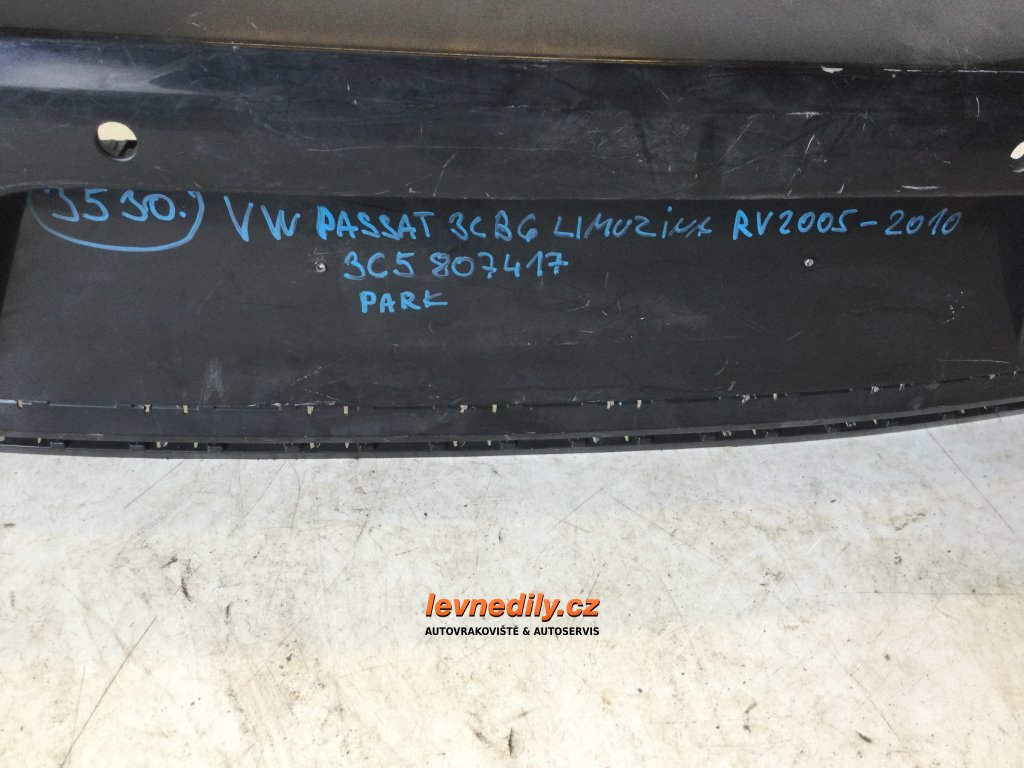 3530. VW PASSAT 3C B6 LIMUZINA RV2005-2010
3C5 807417
PARK
levnedily.cz
AUTOVRAKOVIŠTĚ & AUTOSERVIS